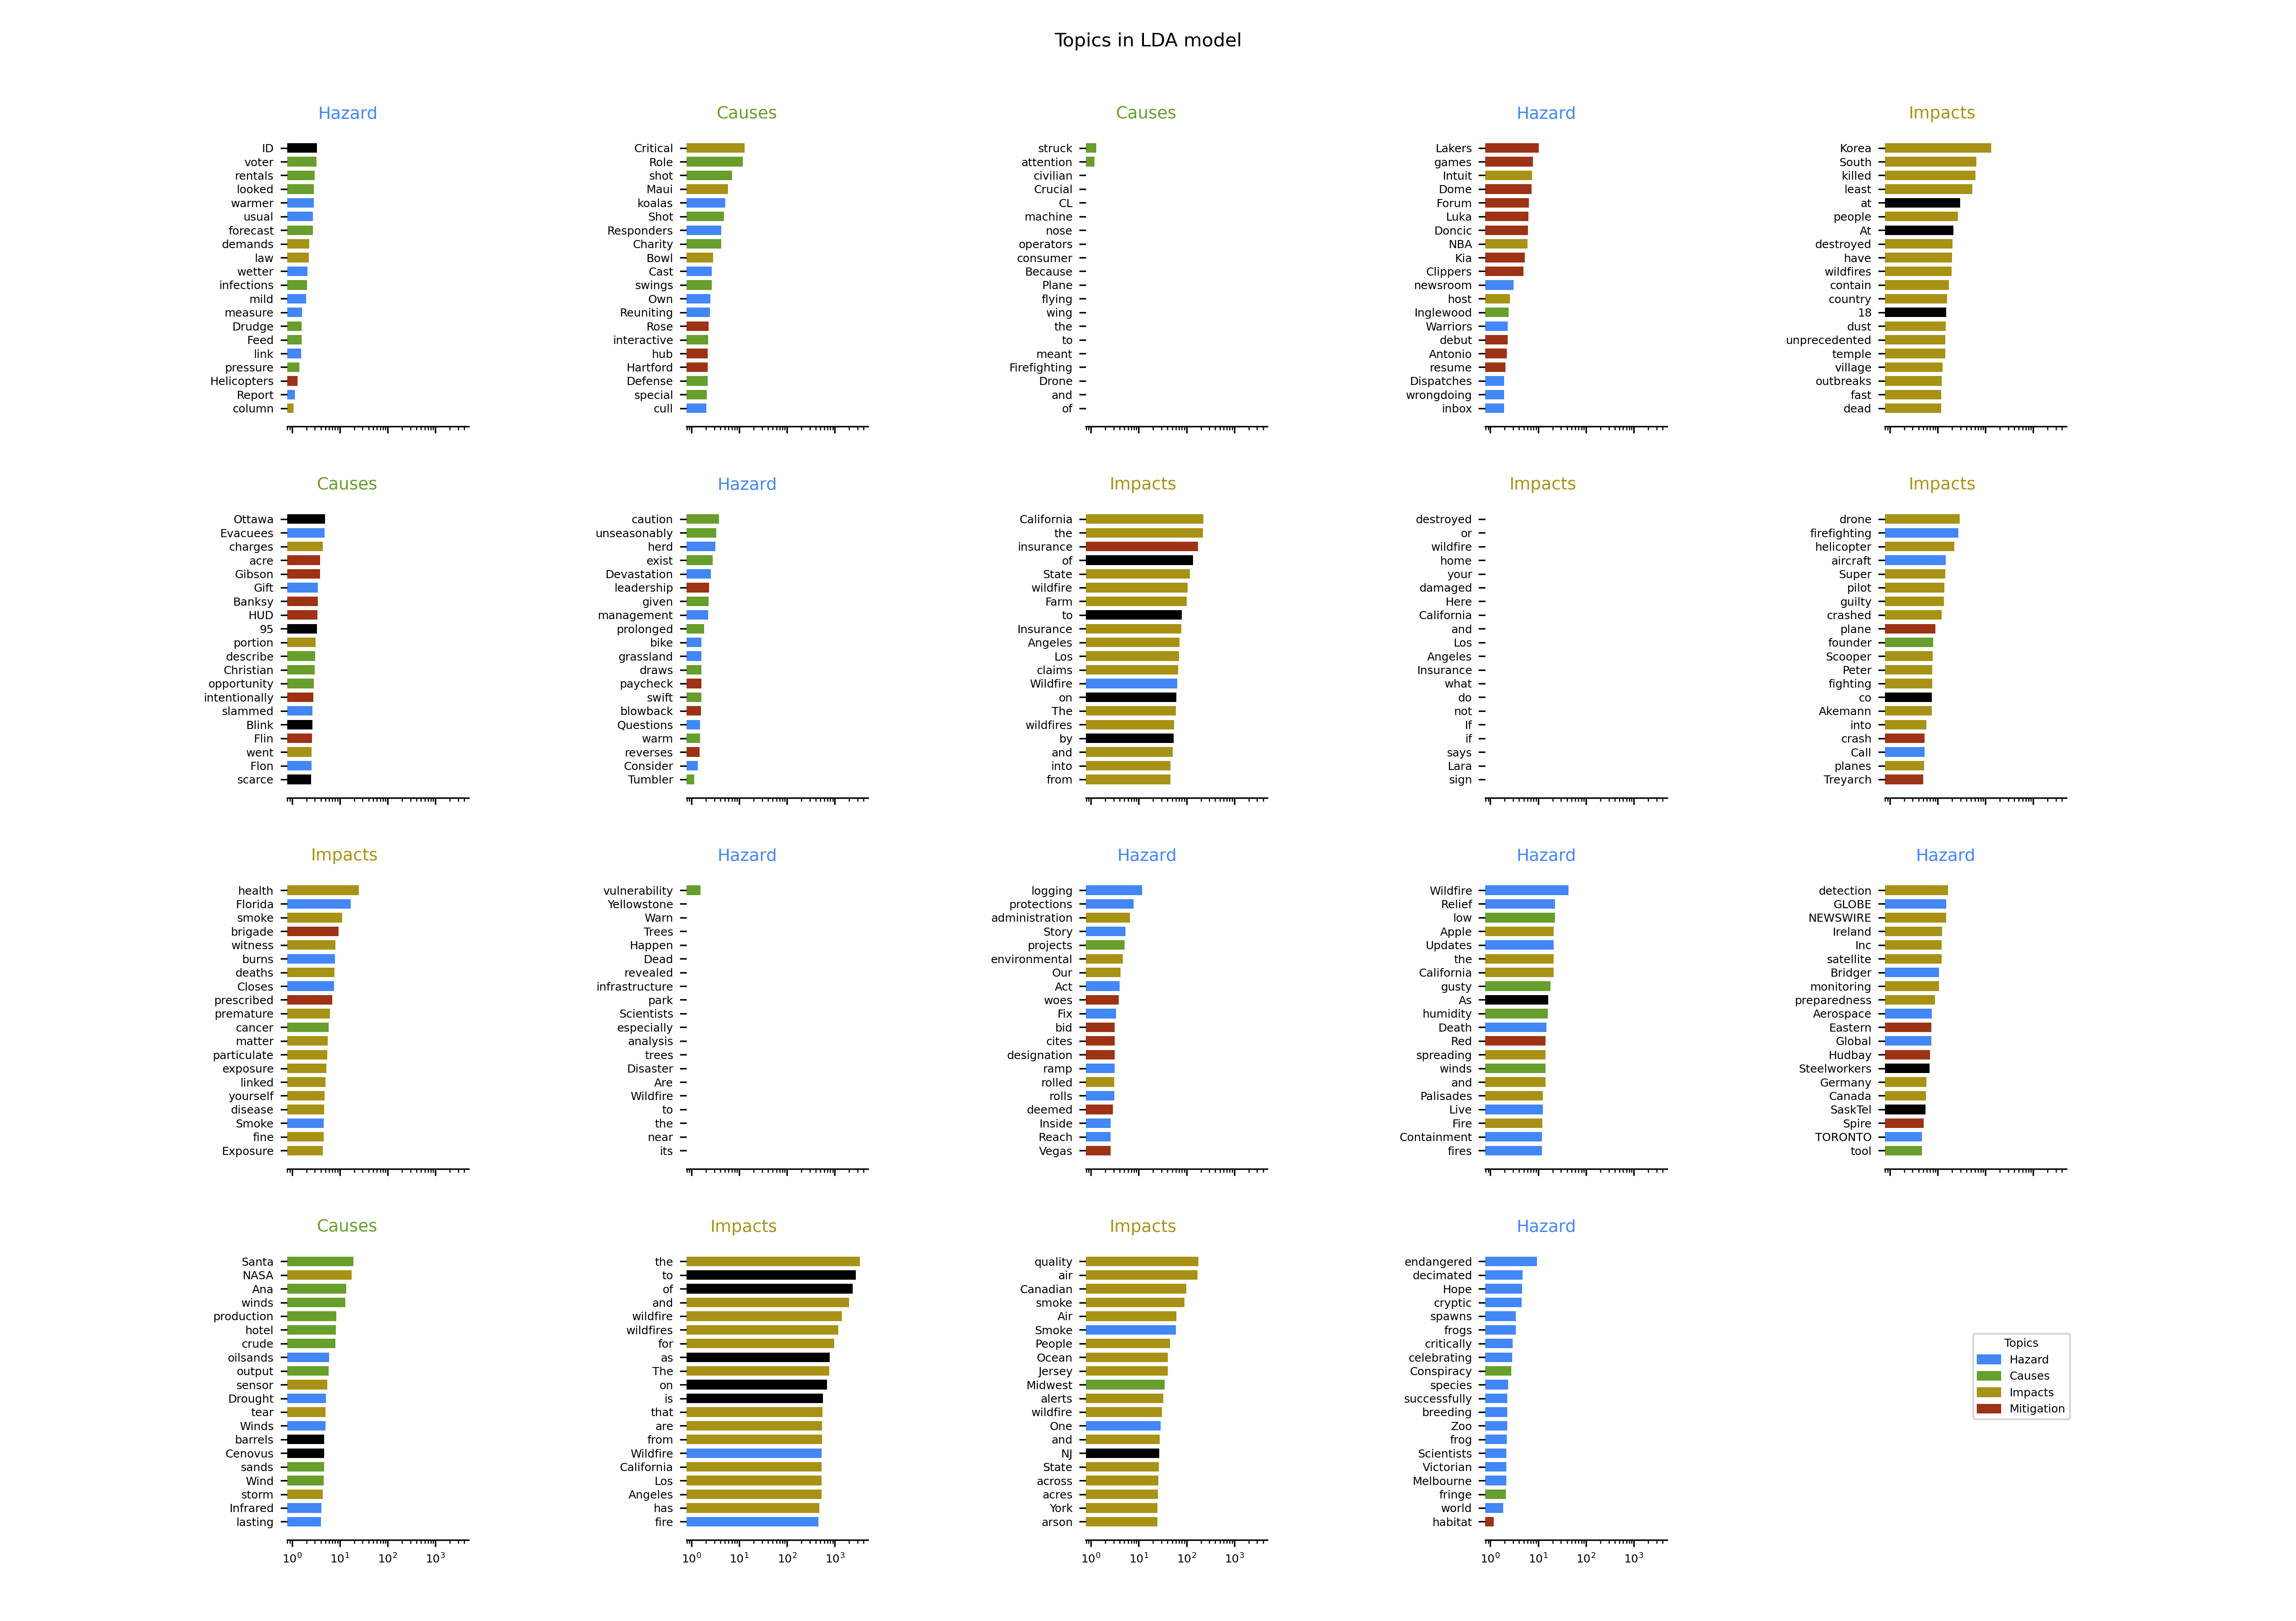 Topics in LDA model
Hazard
ID
voter
rentals
looked
warmer
usual
forecast
demands
law
wetter
infections
mild
measure
Drudge
Feed
link
pressure
Helicopters
Report
column
Causes
Critical
Role
shot
Maui
koalas
Shot
Responders
Charity
Bowl
Cast
swings
Own
Reuniting
Rose
interactive
hub
Hartford
Defense
special
cull
Causes
struck
attention
civilian
Crucial
CL
machine
nose
operators
consumer
Because
Plane
flying
wing
the
to
meant
Firefighting
Drone
and
of
Hazard
Lakers
games
Intuit
Dome
Forum
Luka
Doncic
NBA
Kia
Clippers
newsroom
host
Inglewood
Warriors
debut
Antonio
resume
Dispatches
wrongdoing
inbox
Impacts
Korea
South
killed
least
at
people
At
destroyed
have
wildfires
contain
country
18
dust
unprecedented
temple
village
outbreaks
fast
dead
Causes
Ottawa
Evacuees
charges
acre
Gibson
Gift
Banksy
HUD
95
portion
describe
Christian
opportunity
intentionally
slammed
Blink
Flin
went
Flon
scarce
Hazard
caution
unseasonably
herd
exist
Devastation
leadership
given
management
prolonged
bike
grassland
draws
paycheck
swift
blowback
Questions
warm
reverses
Consider
Tumbler
Impacts
California
the
insurance
of
State
wildfire
Farm
to
Insurance
Angeles
Los
claims
Wildfire
on
The
wildfires
by
and
into
from
Impacts
destroyed
or
wildfire
home
your
damaged
Here
California
and
Los
Angeles
Insurance
what
do
not
If
if
says
Lara
sign
Impacts
drone
firefighting
helicopter
aircraft
Super
pilot
guilty
crashed
plane
founder
Scooper
Peter
fighting
co
Akemann
into
crash
Call
planes
Treyarch
Impacts
health
Florida
smoke
brigade
witness
burns
deaths
Closes
prescribed
premature
cancer
matter
particulate
exposure
linked
yourself
disease
Smoke
fine
Exposure
Hazard
vulnerability
Yellowstone
Warn
Trees
Happen
Dead
revealed
infrastructure
park
Scientists
especially
analysis
trees
Disaster
Are
Wildfire
to
the
near
its
Hazard
logging
protections
administration
Story
projects
environmental
Our
Act
woes
Fix
bid
cites
designation
ramp
rolled
rolls
deemed
Inside
Reach
Vegas
Hazard
Wildfire
Relief
low
Apple
Updates
the
California
gusty
As
humidity
Death
Red
spreading
winds
and
Palisades
Live
Fire
Containment
fires
Hazard
detection
GLOBE
NEWSWIRE
Ireland
Inc
satellite
Bridger
monitoring
preparedness
Aerospace
Eastern
Global
Hudbay
Steelworkers
Germany
Canada
SaskTel
Spire
TORONTO
tool
Causes
Santa
NASA
Ana
winds
production
hotel
crude
oilsands
output
sensor
Drought
tear
Winds
barrels
Cenovus
sands
Wind
storm
Infrared
lasting
10⁰ 10¹ 10² 10³
Impacts
the
to
of
and
wildfire
wildfires
for
as
The
on
is
that
are
from
Wildfire
California
Los
Angeles
has
fire
10⁰ 10¹ 10² 10³
Impacts
quality
air
Canadian
smoke
Air
Smoke
People
Ocean
Jersey
Midwest
alerts
wildfire
One
and
NJ
State
across
acres
York
arson
10⁰ 10¹ 10² 10³
Hazard
endangered
decimated
Hope
cryptic
spawns
frogs
critically
celebrating
Conspiracy
species
successfully
breeding
Zoo
frog
Scientists
Victorian
Melbourne
fringe
world
habitat
10⁰ 10¹ 10² 10³
Topics
Hazard
Causes
Impacts
Mitigation